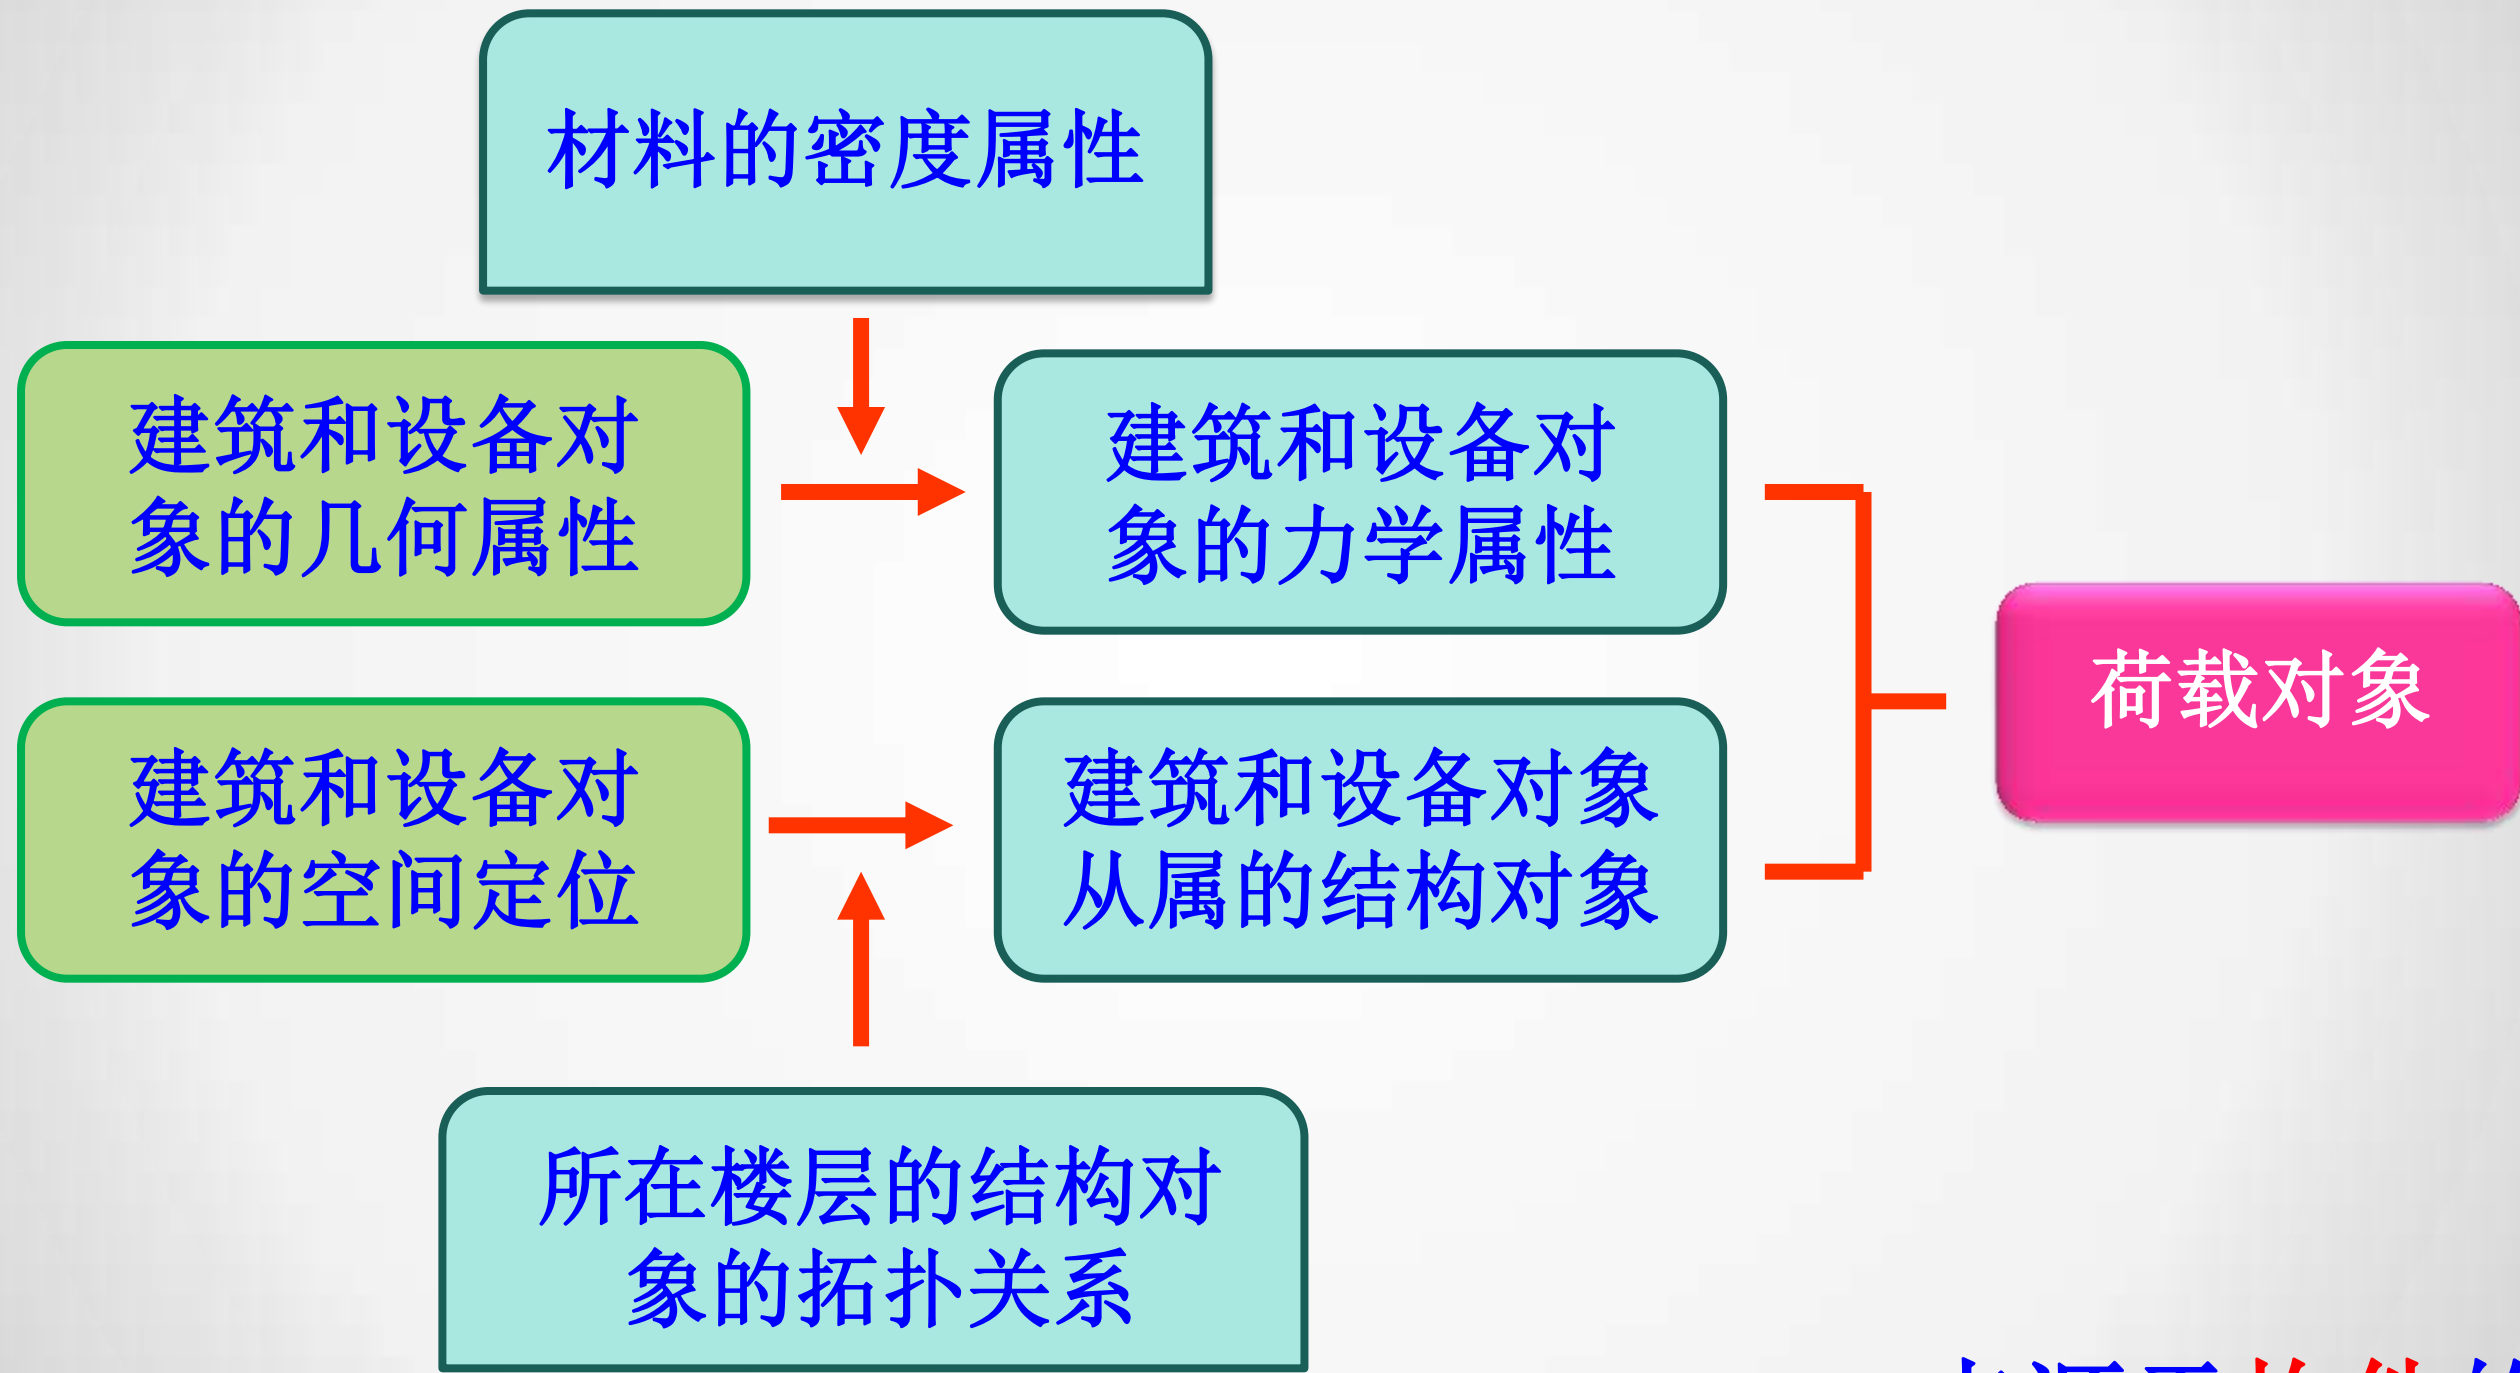 材料的密度属性
建筑和设备对
象的几何属性
建筑和设备对
象的力学属性
荷载对象
建筑和设备对
象的空间定位
建筑和设备对象
从属的结构对象
所在楼层的结构对
象的拓扑关系